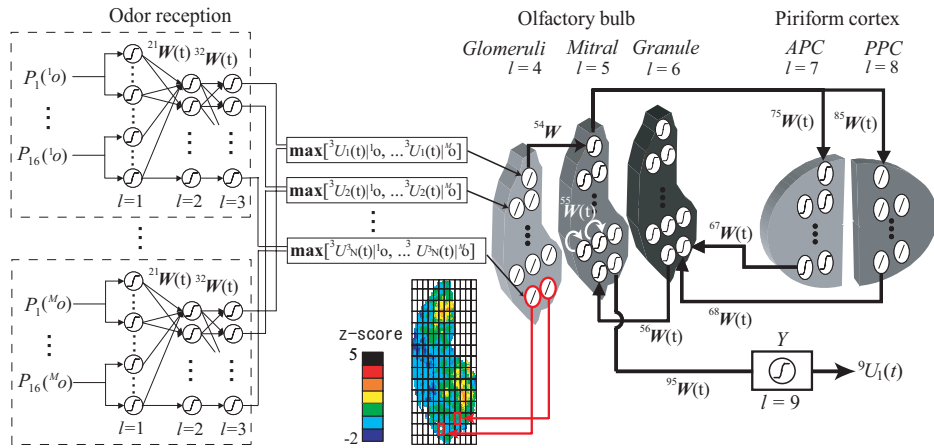 Odor reception
Olfactory bulb
Piriform cortex
Glomeruli
l = 4
Mitral
l = 5
Granule
l = 6
APC
l = 7
PPC
l = 8
²¹W(t) ³²W(t)
P₁(¹o)
P₁₆(¹o)
l=1 l=2 l=3
²¹W(t) ³²W(t)
P₁(ᴹo)
P₁₆(ᴹo)
l=1 l=2 l=3
max[³U₁(t)|¹o, ...³U₁(t)|ᴹo]
max[³U₂(t)|¹o, ...³U₂(t)|ᴹo]
max[³U³N(t)|¹o, ...³U³N(t)|ᴹo]
⁵⁴W
⁵⁵W(t)
⁷⁵W(t)
⁸⁵W(t)
⁶⁷W(t)
⁶⁸W(t)
⁵⁶W(t)
⁹⁵W(t)
z-score
5
-2
Y
l = 9
⁹U₁(t)